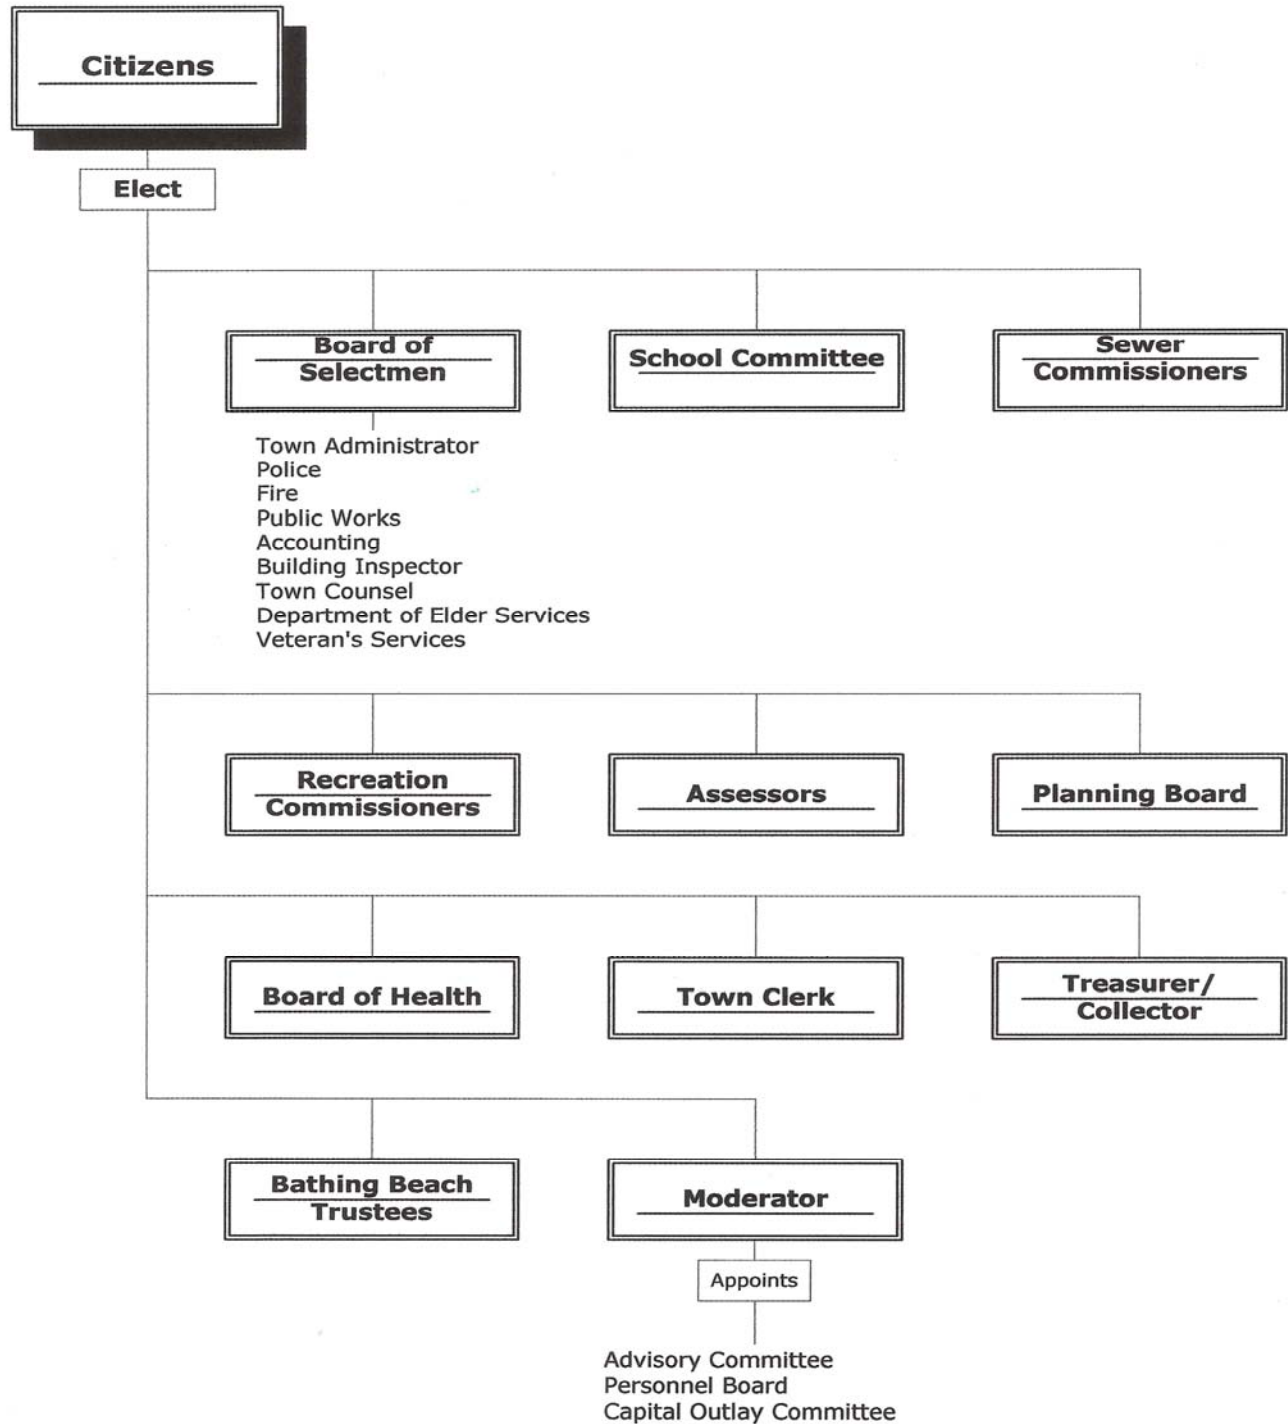 Citizens
Elect
Board of
Selectmen
School Committee
Sewer
Commissioners
Town Administrator
Police
Fire
Public Works
Accounting
Building Inspector
Town Counsel
Department of Elder Services
Veteran's Services
Recreation
Commissioners
Assessors
Planning Board
Board of Health
Town Clerk
Treasurer/
Collector
Bathing Beach
Trustees
Moderator
Appoints
Advisory Committee
Personnel Board
Capital Outlay Committee